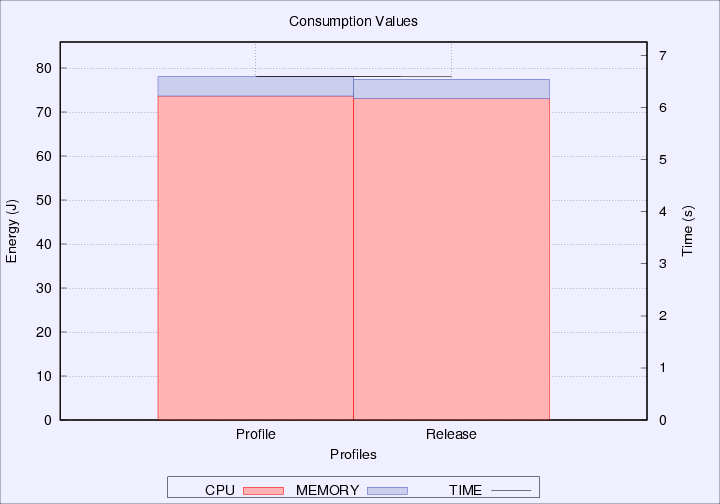 Consumption Values
80
70
60
50
40
30
20
10
0
7
6
5
4
3
2
1
0
Energy (J)
Time (s)
Profile Release
Profiles
CPU MEMORY TIME